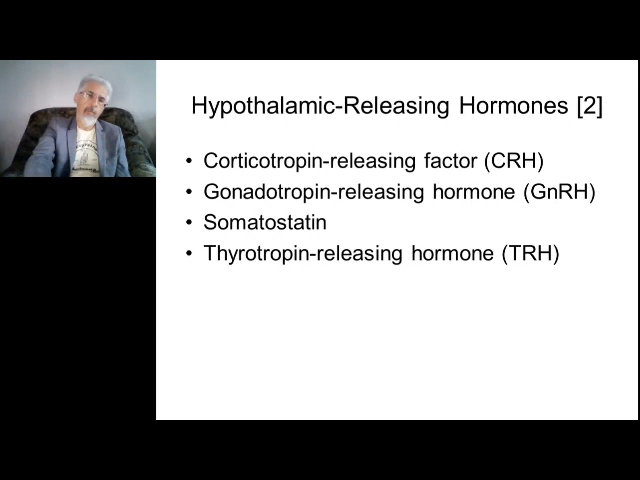 Hypothalamic-Releasing Hormones [2]
• Corticotropin-releasing factor (CRH)
• Gonadotropin-releasing hormone (GnRH)
• Somatostatin
• Thyrotropin-releasing hormone (TRH)